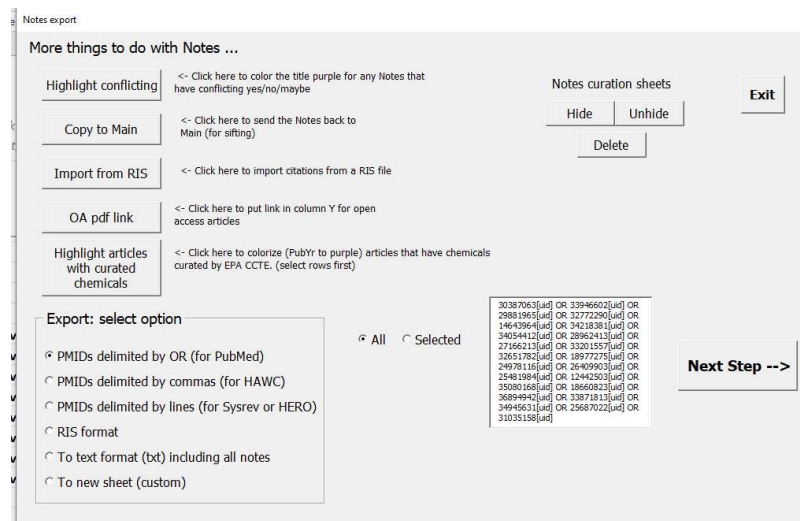 Notes export
More things to do with Notes ...
Highlight conflicting
<- Click here to color the title purple for any Notes that
have conflicting yes/no/maybe
Copy to Main
<- Click here to send the Notes back to
Main (for sifting)
Import from RIS
<- Click here to import citations from a RIS file
OA pdf link
<- Click here to put link in column Y for open
access articles
Highlight articles
with curated
chemicals
<- Click here to colorize (PubYr to purple) articles that have chemicals
curated by EPA CCTE. (select rows first)
Notes curation sheets
Hide
Unhide
Delete
Exit
Export: select option
PMIDs delimited by OR (for PubMed)
PMIDs delimited by commas (for HAWC)
PMIDs delimited by lines (for Sysrev or HERO)
RIS format
To text format (txt) including all notes
To new sheet (custom)
All
Selected
30387063[uid] OR 33946602[uid] OR
29881965[uid] OR 32772290[uid] OR
14643964[uid] OR 34218381[uid] OR
34054412[uid] OR 28962413[uid] OR
27166213[uid] OR 33201557[uid] OR
32651782[uid] OR 18977275[uid] OR
24978116[uid] OR 26409903[uid] OR
25481984[uid] OR 12442503[uid] OR
35080168[uid] OR 18660823[uid] OR
36894942[uid] OR 33871813[uid] OR
34945631[uid] OR 25687022[uid] OR
31035158[uid]
Next Step -->